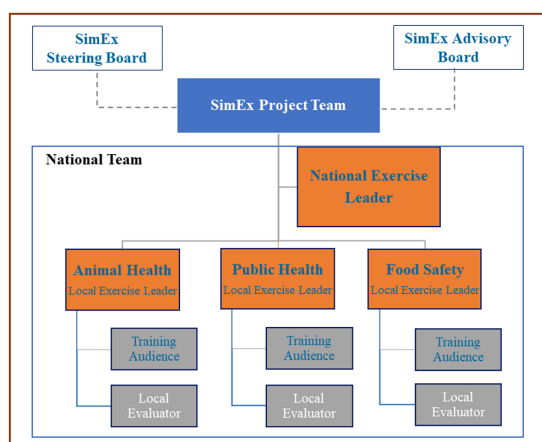 SimEx
Steering Board
SimEx Advisory
Board
SimEx Project Team
National Team
National Exercise
Leader
Animal Health
Local Exercise Leader
Public Health
Local Exercise Leader
Food Safety
Local Exercise Leader
Training
Audience
Training
Audience
Training
Audience
Local
Evaluator
Local
Evaluator
Local
Evaluator